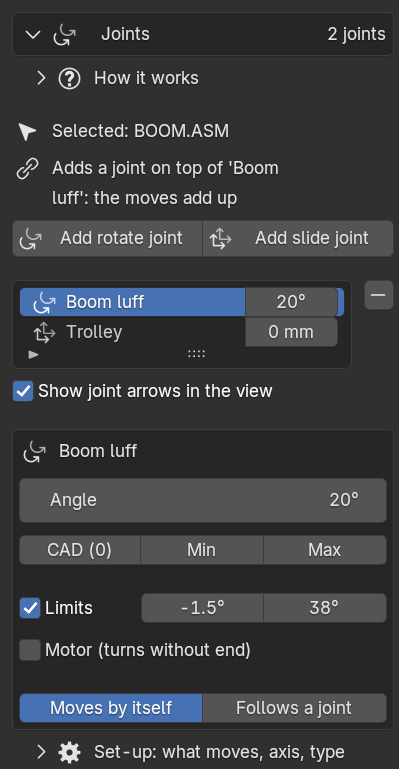 Joints 2 joints
How it works
Selected: BOOM.ASM
Adds a joint on top of 'Boom
luff': the moves add up
Add rotate joint Add slide joint
Boom luff 20°
Trolley 0 mm
Show joint arrows in the view
Boom luff
Angle 20°
CAD (0) Min Max
Limits -1.5° 38°
Motor (turns without end)
Moves by itself Follows a joint
Set-up: what moves, axis, type